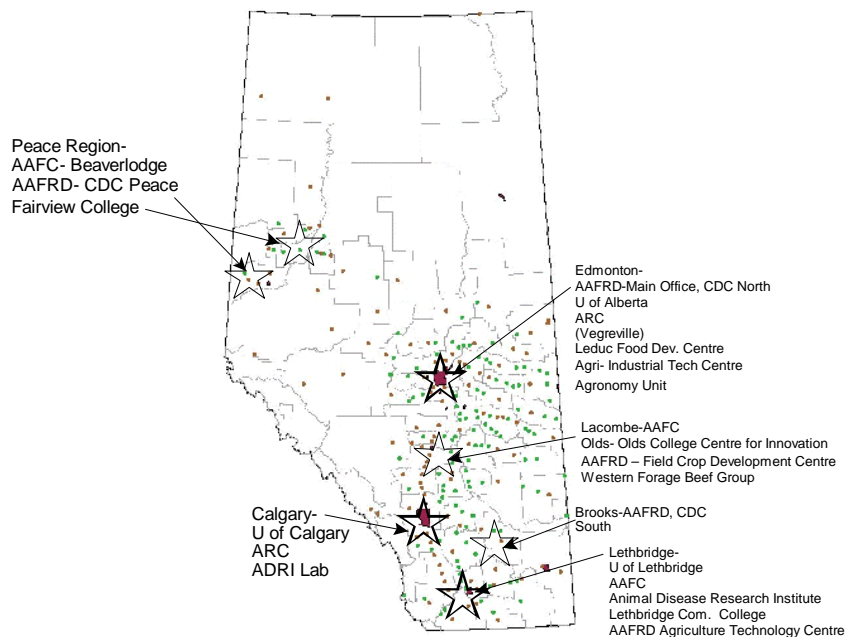 Peace Region-
AAFC- Beaverlodge
AAFRD- CDC Peace
Fairview College
Edmonton-
AAFRD-Main Office, CDC North
U of Alberta
ARC
(Vegreville)
Leduc Food Dev. Centre
Agri- Industrial Tech Centre
Agronomy Unit
Lacombe-AAFC
Olds- Olds College Centre for Innovation
AAFRD – Field Crop Development Centre
Western Forage Beef Group
Calgary-
U of Calgary
ARC
ADRI Lab
Brooks-AAFRD, CDC
South
Lethbridge-
U of Lethbridge
AAFC
Animal Disease Research Institute
Lethbridge Com. College
AAFRD Agriculture Technology Centre